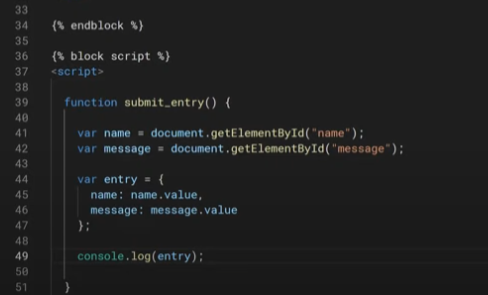 33
34 {% endblock %}
35
36 {% block script %}
37 <script>
38
39 function submit_entry() {
40
41 var name = document.getElementById("name");
42 var message = document.getElementById("message");
43
44 var entry = {
45 name: name.value,
46 message: message.value
47 };
48
49 console.log(entry);
50
51 }